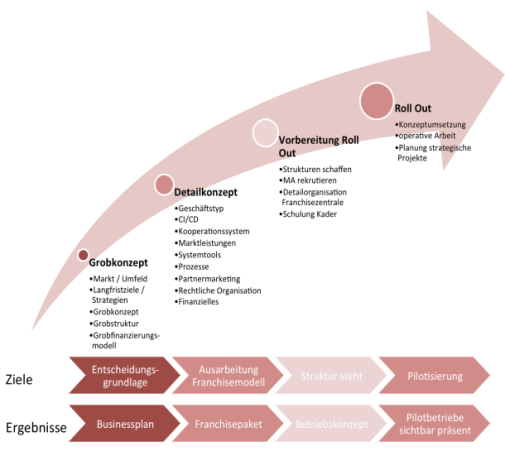 Roll Out
•Konzeptumsetzung
•operative Arbeit
•Planung strategische
Projekte
Vorbereitung Roll
Out
•Strukturen schaffen
•MA rekrutieren
•Detailorganisation
Franchisezentrale
•Schulung Kader
Detailkonzept
•Geschäftstyp
•CI/CD
•Kooperationssystem
•Marktleistungen
•Systemtools
•Prozesse
•Partnermarketing
•Rechtliche Organisation
•Finanzielles
Grobkonzept
•Markt / Umfeld
•Langfristziele /
Strategien
•Grobkonzept
•Grobstruktur
•Grobfinanzierungs-
modell
Ziele
Entscheidungs-
grundlage
Ausarbeitung
Franchisemodell
Struktur steht
Pilotisierung
Ergebnisse
Businessplan
Franchisepaket
Betriebskonzept
Pilotbetriebe
sichtbar präsent